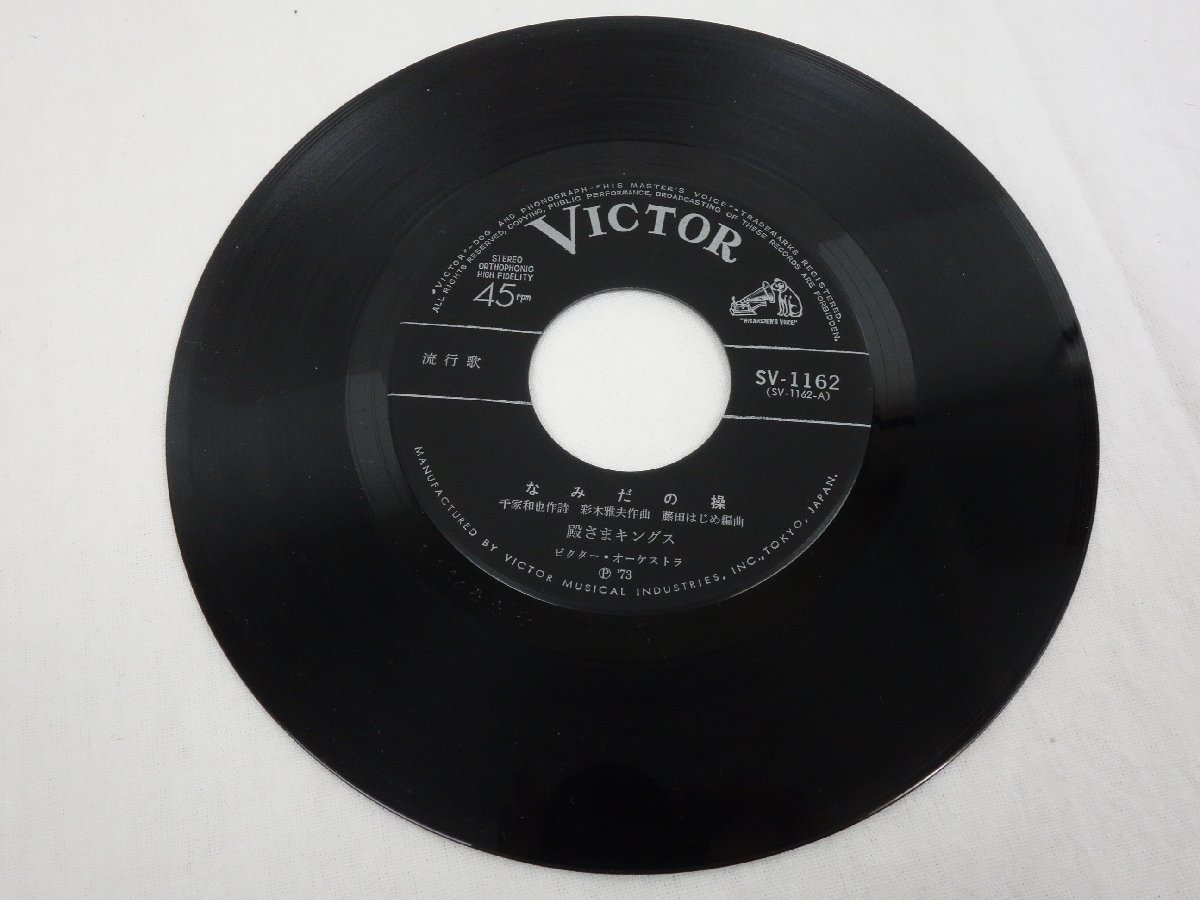 "VICTOR"-DOG AND PHONOGRAPH-"HIS MASTER'S VOICE"-TRADEMARKS REGISTERED.
ALL RIGHTS RESERVED, COPYING, PUBLIC PERFORMANCE, BROADCASTING OF THESE RECORDS ARE FORBIDDEN.
VICTOR
STEREO
ORTHOPHONIC
HIGH FIDELITY
45 rpm
"HIS MASTER'S VOICE"
流行歌
SV-1162
(SV-1162-A)
なみだの操
千家和也作詩 彩木雅夫作曲 藤田はじめ編曲
殿さまキングス
ビクター・オーケストラ
Ⓟ '73
MANUFACTURED BY VICTOR MUSICAL INDUSTRIES, INC., TOKYO, JAPAN.